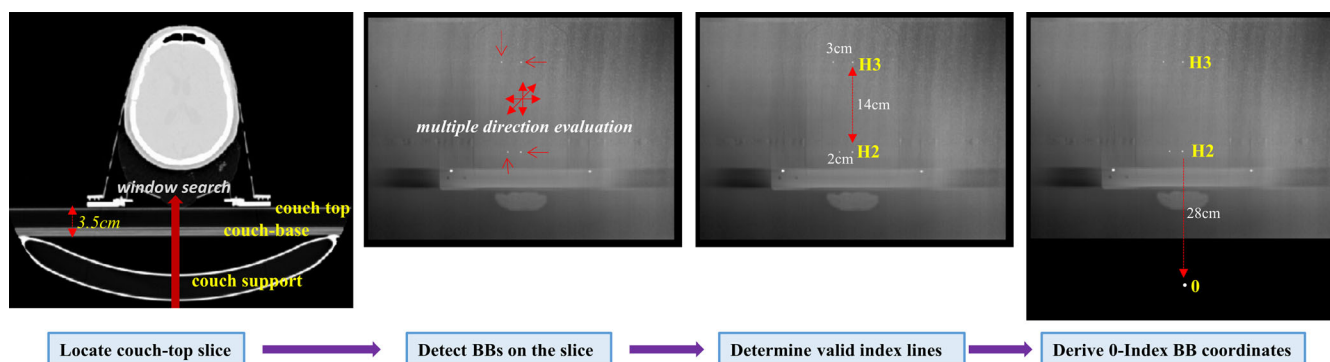 window search
couch top
3.5cm
couch-base
couch support
multiple direction evaluation
3cm
H3
14cm
H2
2cm
H3
H2
28cm
0
Locate couch-top slice
Detect BBs on the slice
Determine valid index lines
Derive 0-Index BB coordinates